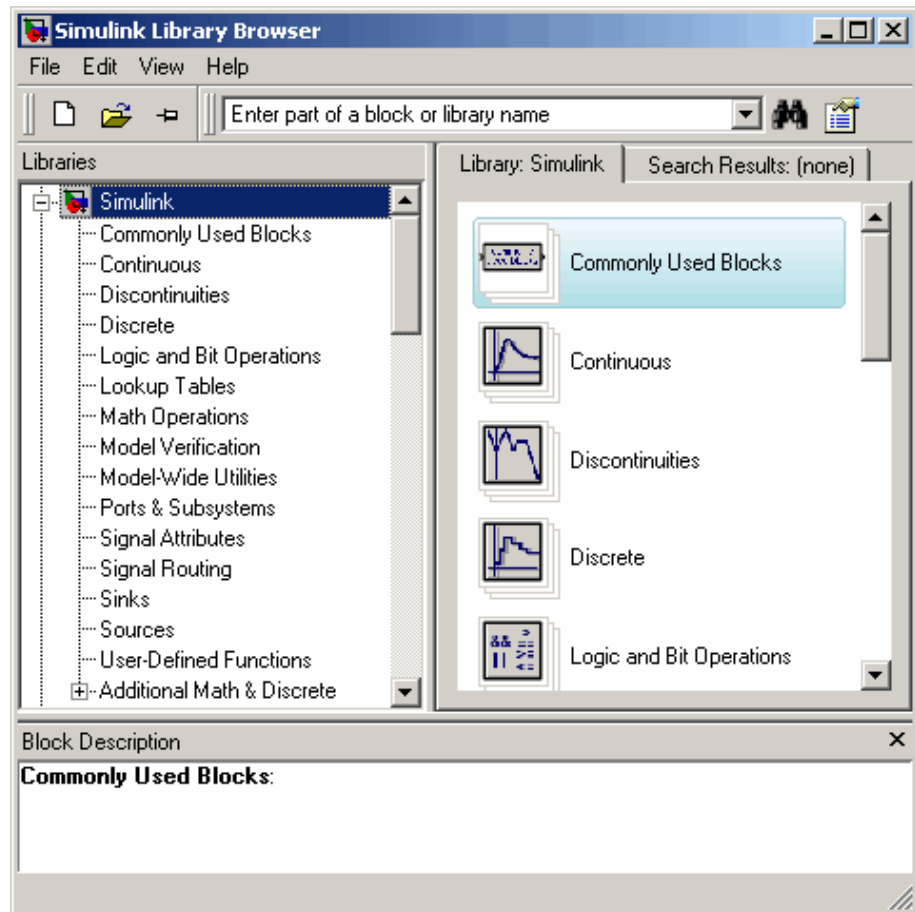 Simulink Library Browser
File Edit View Help
Enter part of a block or library name
Libraries
Simulink
Commonly Used Blocks
Continuous
Discontinuities
Discrete
Logic and Bit Operations
Lookup Tables
Math Operations
Model Verification
Model-Wide Utilities
Ports & Subsystems
Signal Attributes
Signal Routing
Sinks
Sources
User-Defined Functions
Additional Math & Discrete
Library: Simulink
Search Results: (none)
Commonly Used Blocks
Continuous
Discontinuities
Discrete
Logic and Bit Operations
Block Description
Commonly Used Blocks: